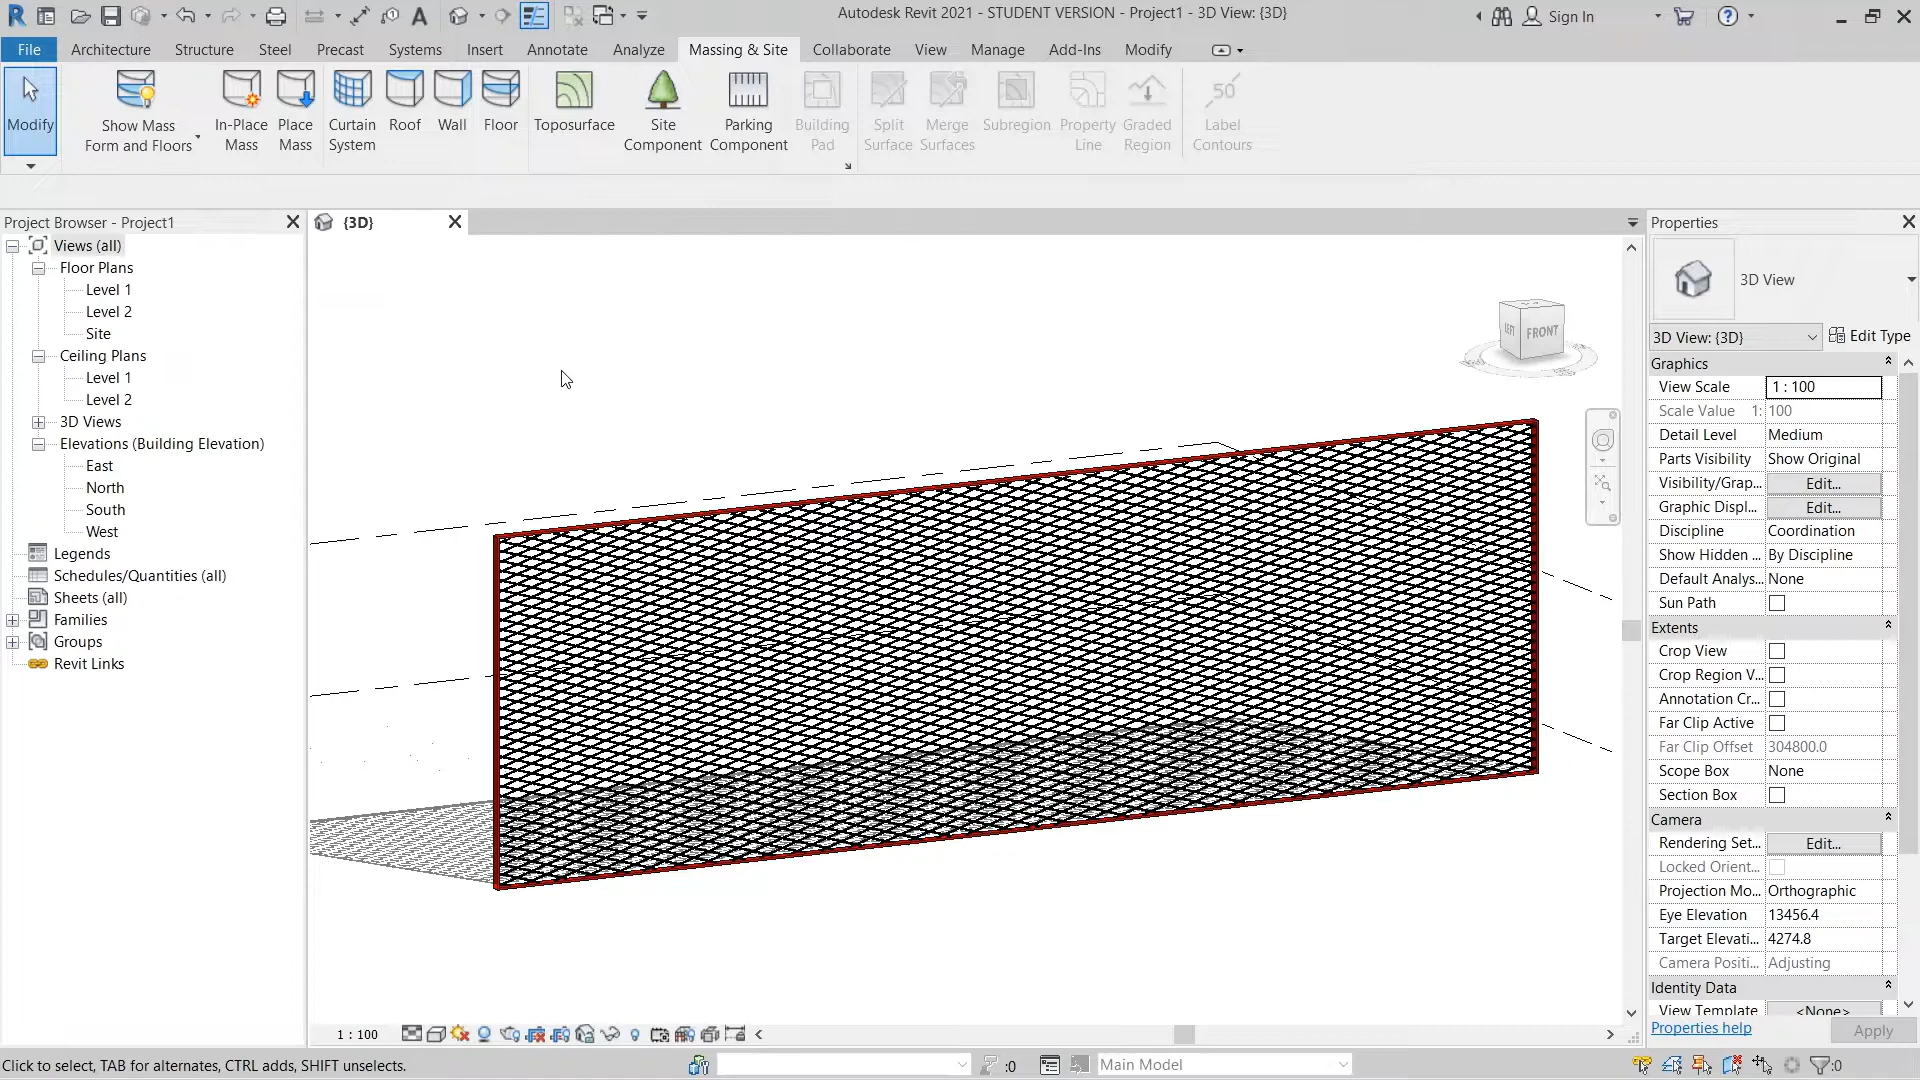 Autodesk Revit 2021 - STUDENT VERSION - Project1 - 3D View: {3D}
Sign In
File
Architecture
Structure
Steel
Precast
Systems
Insert
Annotate
Analyze
Massing & Site
Collaborate
View
Manage
Add-Ins
Modify
Modify
Show Mass
Form and Floors
In-Place
Mass
Place
Mass
Curtain
System
Roof
Wall
Floor
Toposurface
Site
Component
Parking
Component
Building
Pad
Split
Surface
Merge
Surfaces
Subregion
Property
Line
Graded
Region
50
Label
Contours
Project Browser - Project1
Views (all)
Floor Plans
Level 1
Level 2
Site
Ceiling Plans
Level 1
Level 2
3D Views
Elevations (Building Elevation)
East
North
South
West
Legends
Schedules/Quantities (all)
Sheets (all)
Families
Groups
Revit Links
{3D}
LEFT
FRONT
1 : 100
Properties
3D View
3D View: {3D}
Edit Type
Graphics
View Scale 1 : 100
Scale Value 1: 100
Detail Level Medium
Parts Visibility Show Original
Visibility/Grap... Edit...
Graphic Displ... Edit...
Discipline Coordination
Show Hidden ... By Discipline
Default Analys... None
Sun Path
Extents
Crop View
Crop Region V...
Annotation Cr...
Far Clip Active
Far Clip Offset 304800.0
Scope Box None
Section Box
Camera
Rendering Set... Edit...
Locked Orient...
Projection Mo... Orthographic
Eye Elevation 13456.4
Target Elevati... 4274.8
Camera Positi... Adjusting
Identity Data
View Template <None>
Properties help
Apply
Click to select, TAB for alternates, CTRL adds, SHIFT unselects.
:0
Main Model
:0